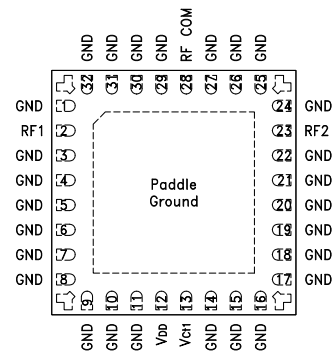 GND GND GND GND RF COM GND GND GND
32 31 30 29 28 27 26 25
GND 1 24 GND
RF1 2 23 RF2
GND 3 22 GND
GND 4 21 GND
GND 5 20 GND
GND 6 19 GND
GND 7 18 GND
GND 8 17 GND
Paddle
Ground
9 10 11 12 13 14 15 16
GND GND GND VDD VCtl GND GND GND